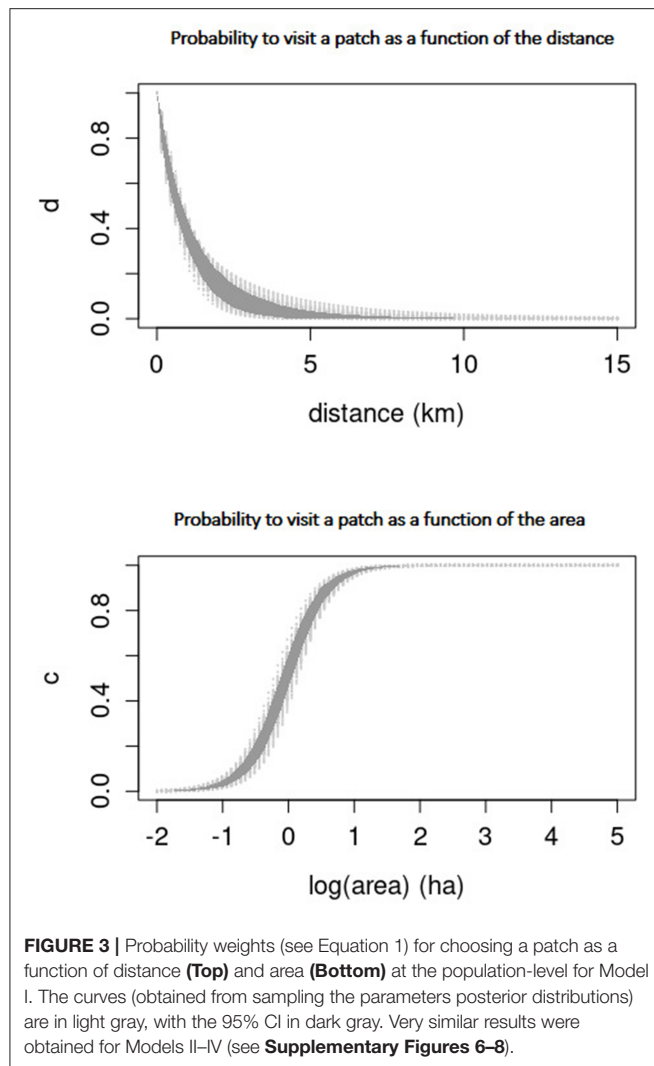 Probability to visit a patch as a function of the distance
d
0.8
0.4
0.0
0 5 10 15
distance (km)
Probability to visit a patch as a function of the area
c
0.8
0.4
0.0
-2 -1 0 1 2 3 4 5
log(area) (ha)
FIGURE 3 | Probability weights (see Equation 1) for choosing a patch as a
function of distance (Top) and area (Bottom) at the population-level for Model
I. The curves (obtained from sampling the parameters posterior distributions)
are in light gray, with the 95% CI in dark gray. Very similar results were
obtained for Models II–IV (see Supplementary Figures 6–8).